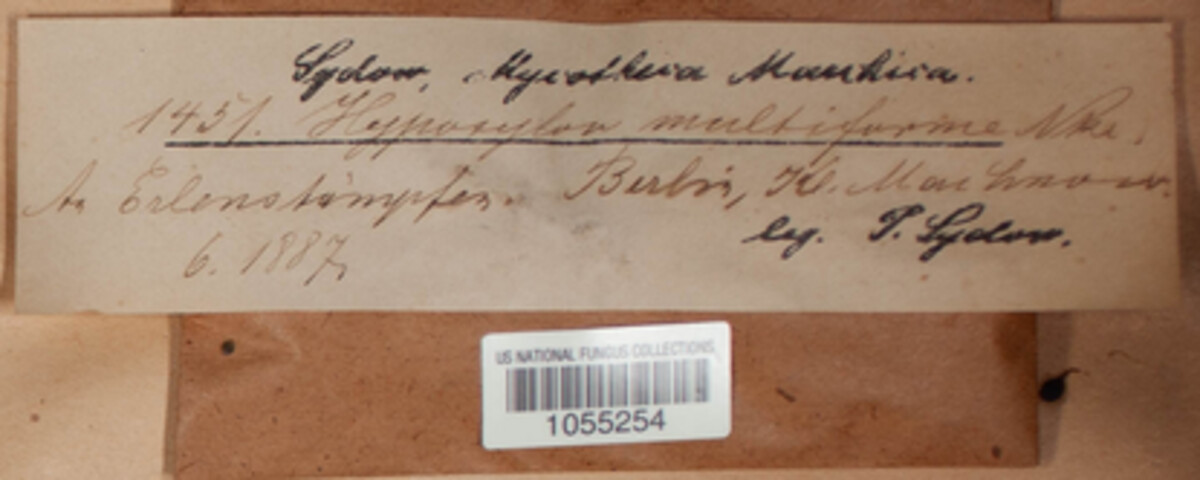 Sydow, Mycotheca Marchica.
1451. Hypoxylon multiforme Nke.
An Erlenstümpfen. Berlin, Kl. Machnow.
leg. P. Sydow.
6. 1887.
US NATIONAL FUNGUS COLLECTIONS
1055254